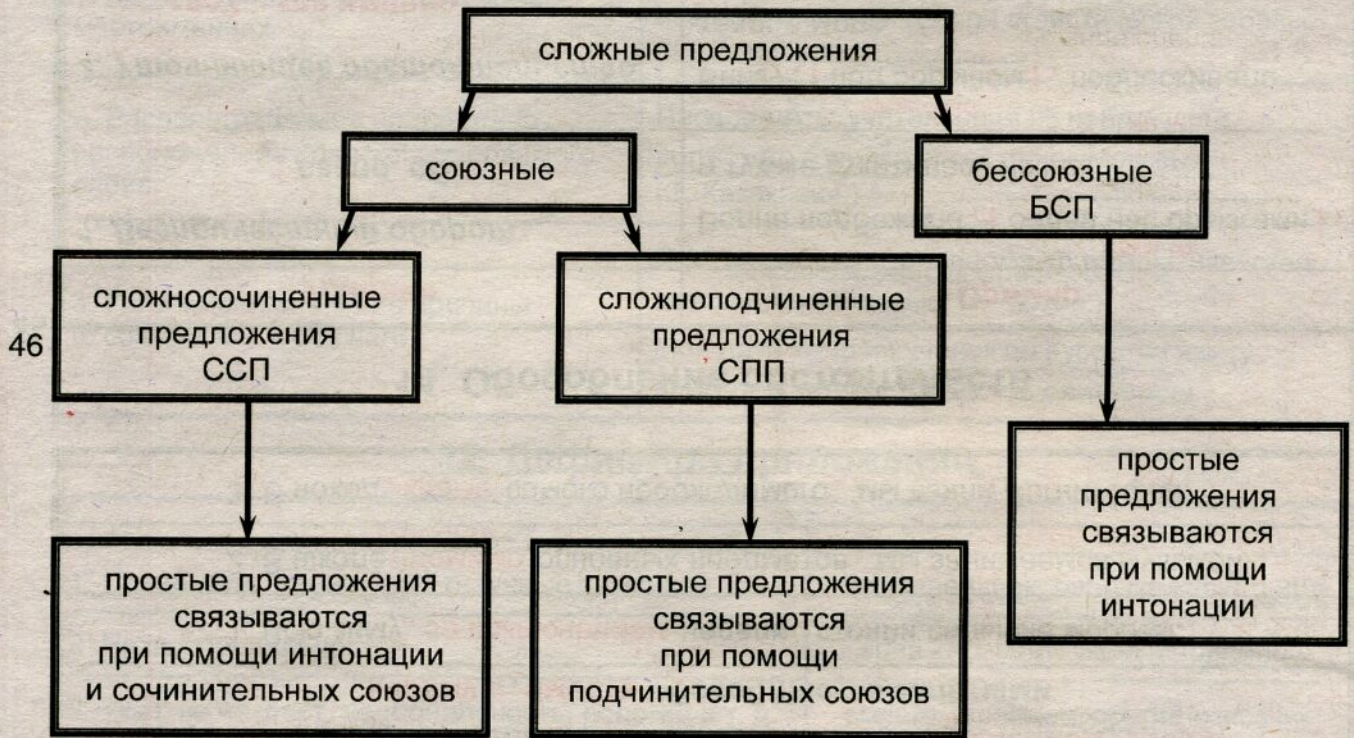 сложные предложения
союзные
бессоюзные
БСП
сложносочиненные
предложения
ССП
сложноподчиненные
предложения
СПП
46
простые
предложения
связываются
при помощи
интонации
простые предложения
связываются
при помощи интонации
и сочинительных союзов
простые предложения
связываются
при помощи
подчинительных союзов